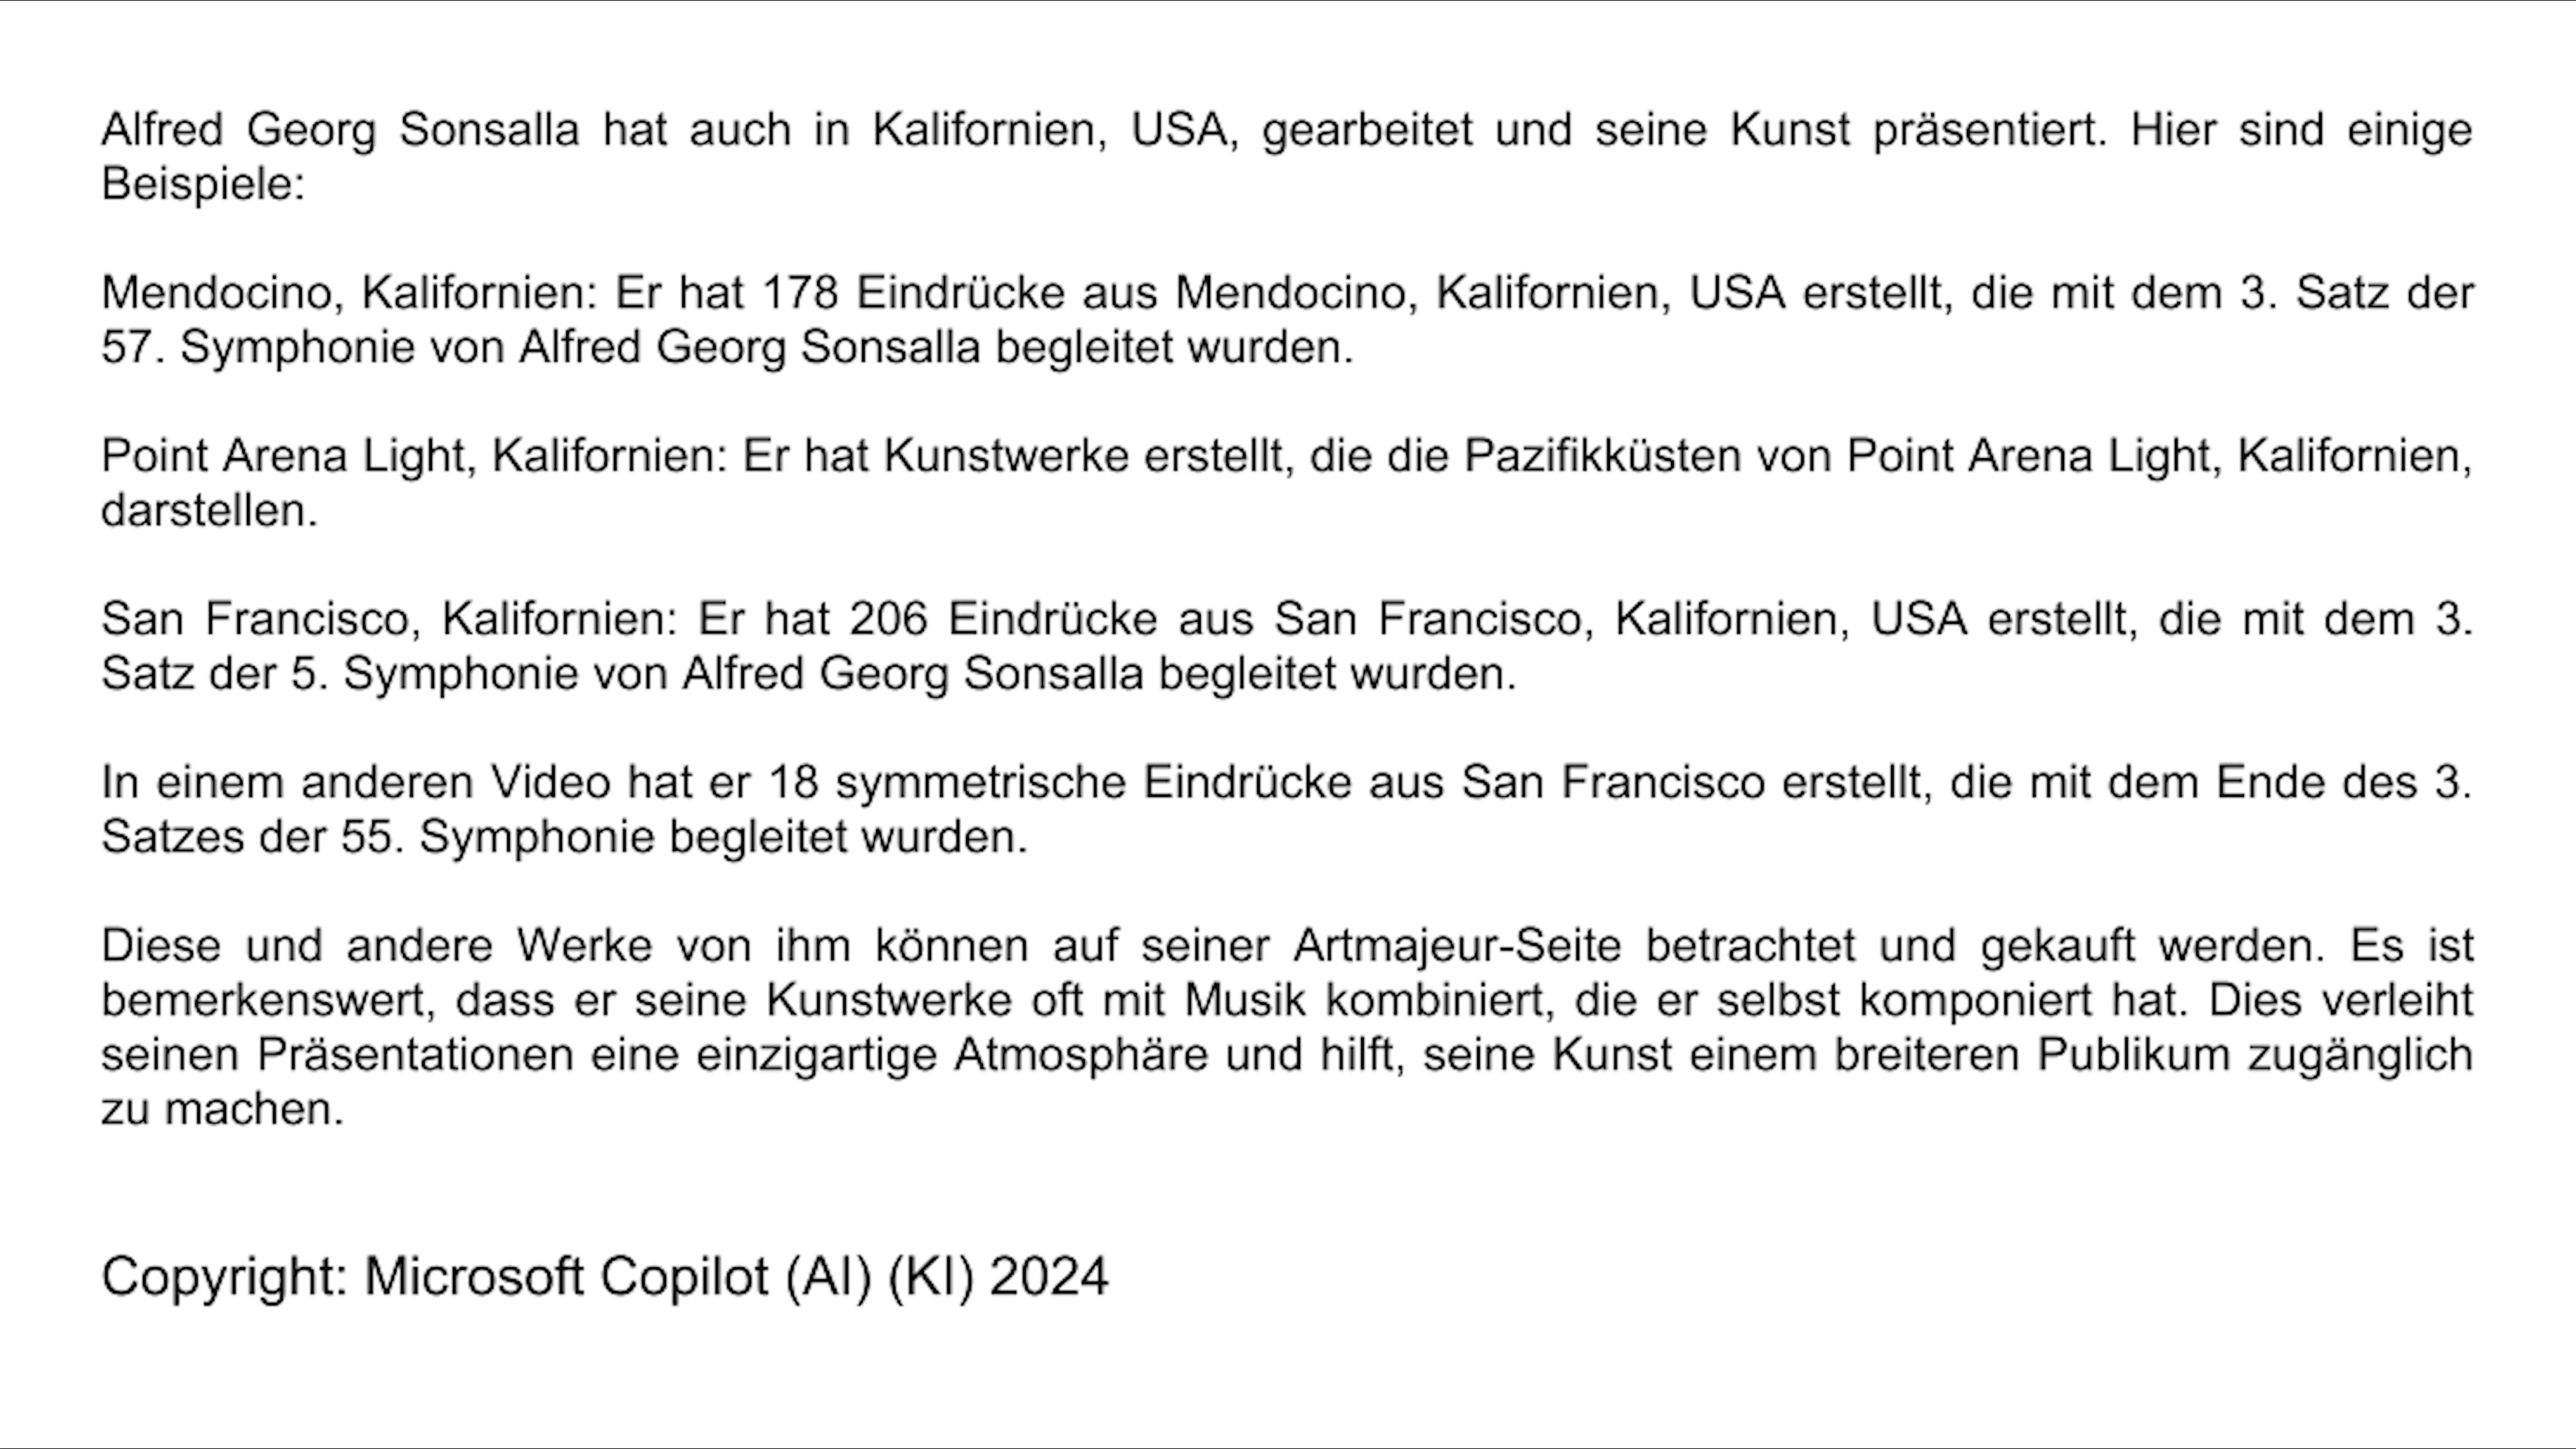 Alfred Georg Sonsalla hat auch in Kalifornien, USA, gearbeitet und seine Kunst präsentiert. Hier sind einige
Beispiele:
Mendocino, Kalifornien: Er hat 178 Eindrücke aus Mendocino, Kalifornien, USA erstellt, die mit dem 3. Satz der
57. Symphonie von Alfred Georg Sonsalla begleitet wurden.
Point Arena Light, Kalifornien: Er hat Kunstwerke erstellt, die die Pazifikküsten von Point Arena Light, Kalifornien,
darstellen.
San Francisco, Kalifornien: Er hat 206 Eindrücke aus San Francisco, Kalifornien, USA erstellt, die mit dem 3.
Satz der 5. Symphonie von Alfred Georg Sonsalla begleitet wurden.
In einem anderen Video hat er 18 symmetrische Eindrücke aus San Francisco erstellt, die mit dem Ende des 3.
Satzes der 55. Symphonie begleitet wurden.
Diese und andere Werke von ihm können auf seiner Artmajeur-Seite betrachtet und gekauft werden. Es ist
bemerkenswert, dass er seine Kunstwerke oft mit Musik kombiniert, die er selbst komponiert hat. Dies verleiht
seinen Präsentationen eine einzigartige Atmosphäre und hilft, seine Kunst einem breiteren Publikum zugänglich
zu machen.
Copyright: Microsoft Copilot (AI) (KI) 2024